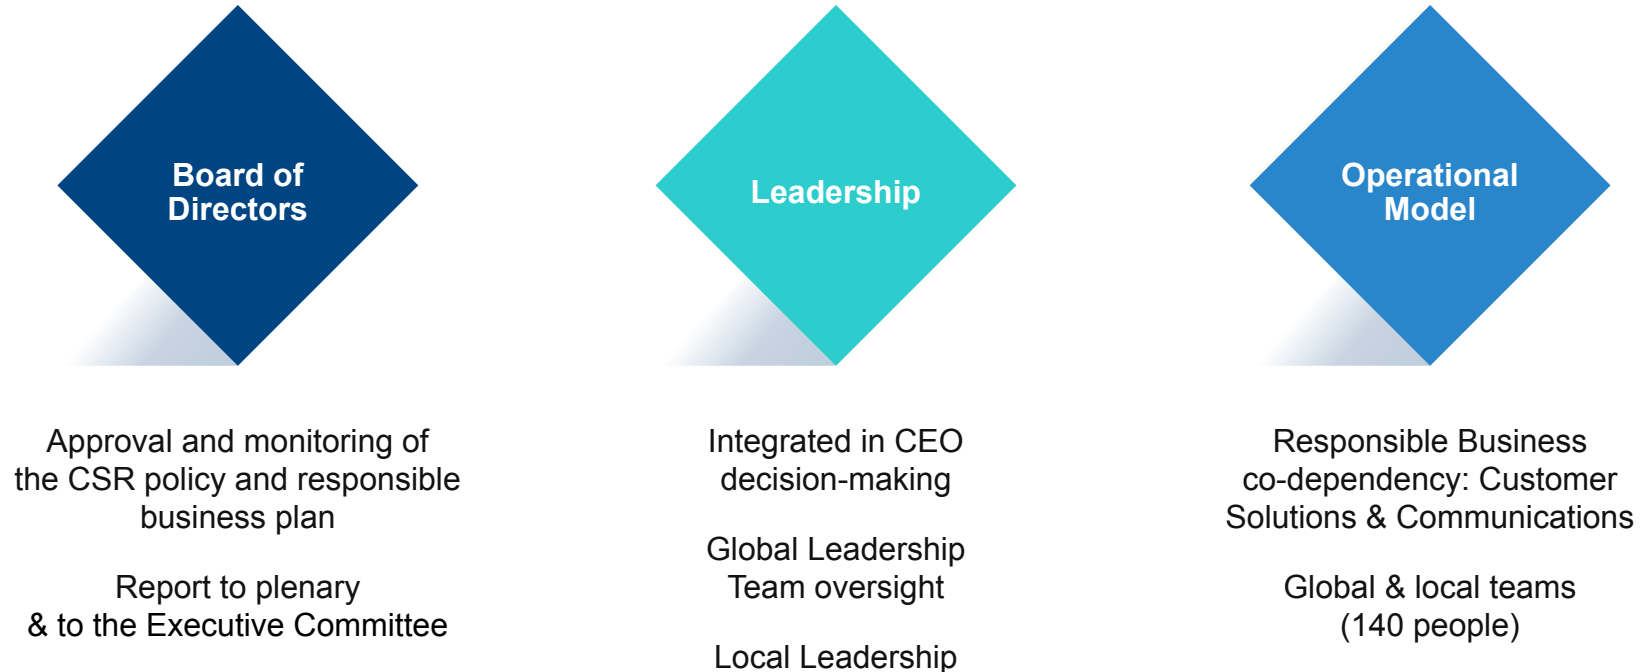 Board of
Directors
Approval and monitoring of
the CSR policy and responsible
business plan
Report to plenary
& to the Executive Committee
Leadership
Integrated in CEO
decision-making
Global Leadership
Team oversight
Local Leadership
Operational
Model
Responsible Business
co-dependency: Customer
Solutions & Communications
Global & local teams
(140 people)